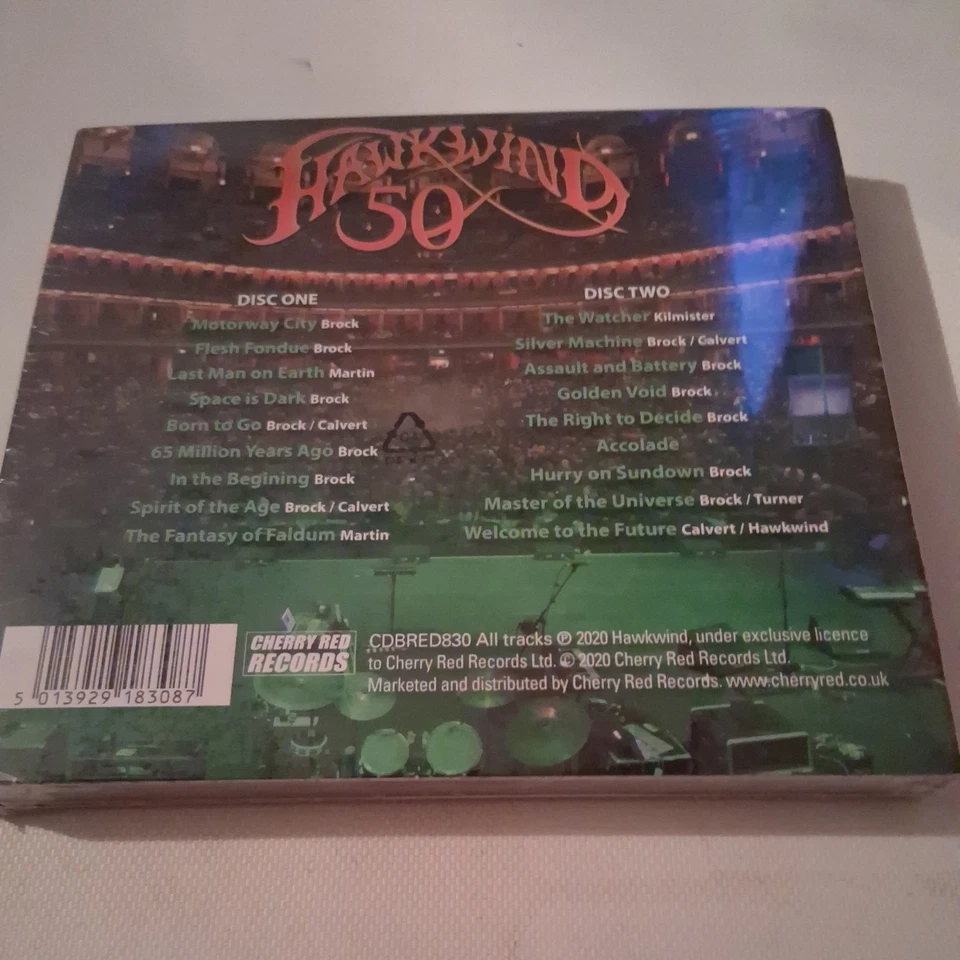 HAWKWIND
50
DISC ONE
Motorway City Brock
Flesh Fondue Brock
Last Man on Earth Martin
Space is Dark Brock
Born to Go Brock / Calvert
65 Million Years Ago Brock
In the Begining Brock
Spirit of the Age Brock / Calvert
The Fantasy of Faldum Martin
DISC TWO
The Watcher Kilmister
Silver Machine Brock / Calvert
Assault and Battery Brock
Golden Void Brock
The Right to Decide Brock
Accolade
Hurry on Sundown Brock
Master of the Universe Brock / Turner
Welcome to the Future Calvert / Hawkwind
5 013929 183087
CHERRY RED
RECORDS
CDBRED830 All tracks ℗ 2020 Hawkwind, under exclusive licence
to Cherry Red Records Ltd. © 2020 Cherry Red Records Ltd.
Marketed and distributed by Cherry Red Records. www.cherryred.co.uk